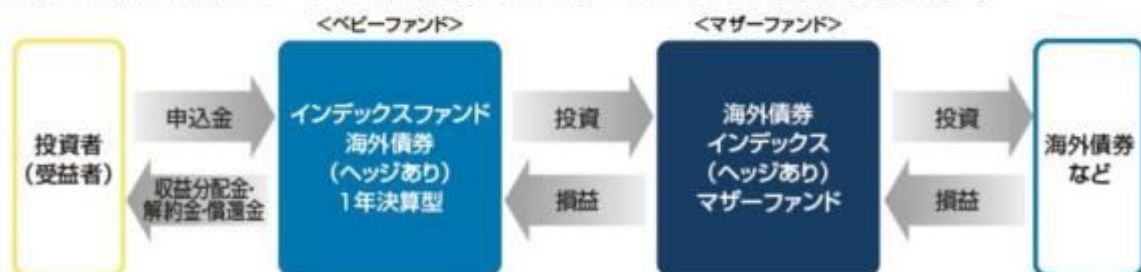 <ベビーファンド>
<マザーファンド>
投資者
(受益者)
申込金
収益分配金・
解約金・償還金
インデックスファンド
海外債券
(ヘッジあり)
1年決算型
投資
損益
海外債券
インデックス
(ヘッジあり)
マザーファンド
投資
損益
海外債券
など